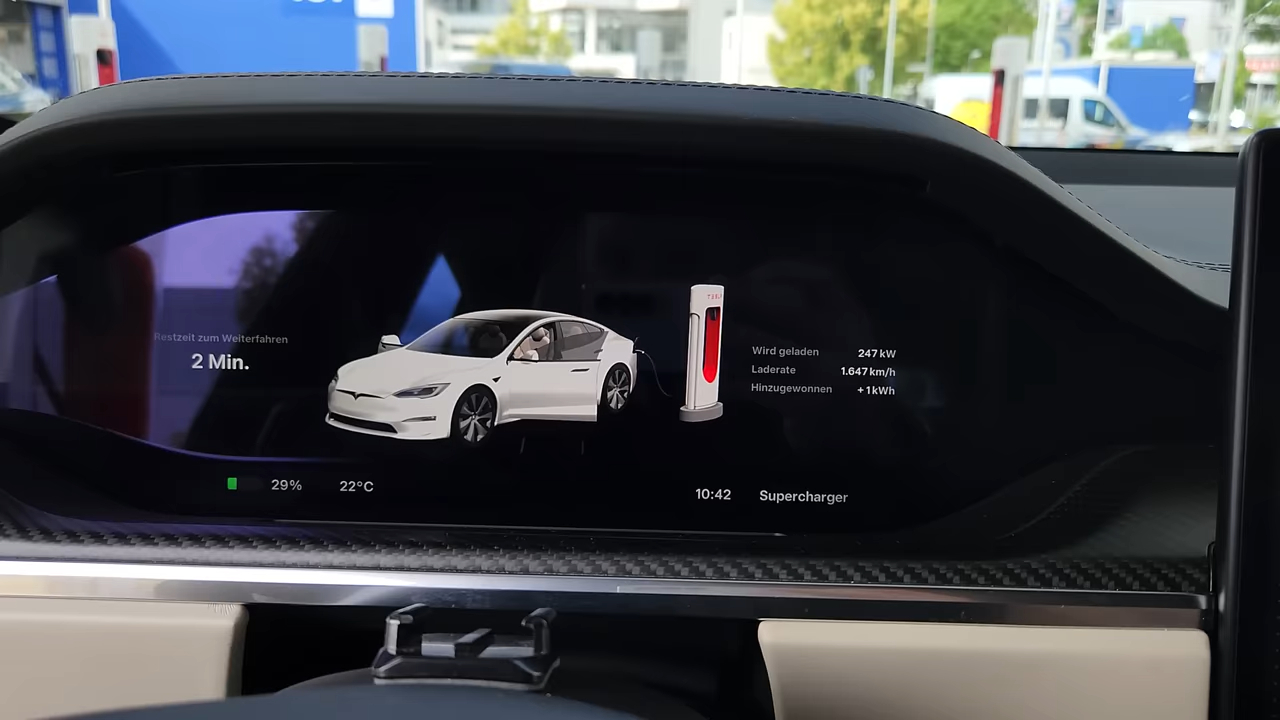 Restzeit zum Weiterfahren
2 Min.
TESLA
Wird geladen 247 kW
Laderate 1.647 km/h
Hinzugewonnen + 1 kWh
29% 22°C
10:42 Supercharger